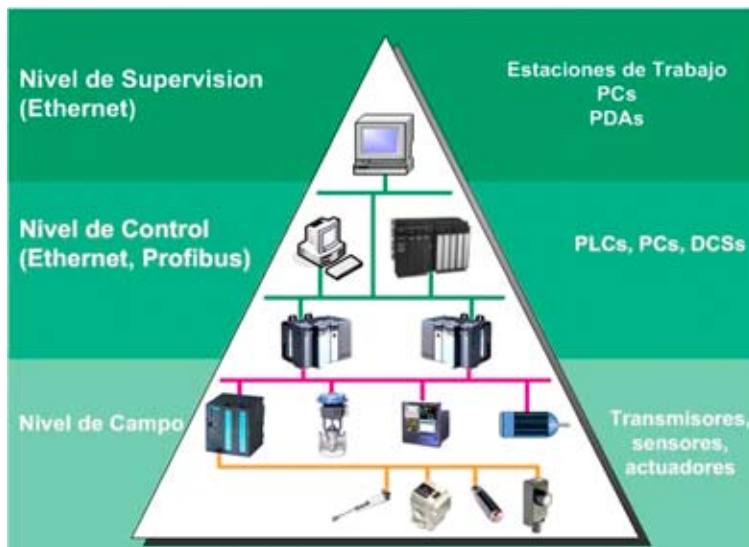 Nivel de Supervision
(Ethernet)
Estaciones de Trabajo
PCs
PDAs
Nivel de Control
(Ethernet, Profibus)
PLCs, PCs, DCSs
Nivel de Campo
Transmisores,
sensores,
actuadores